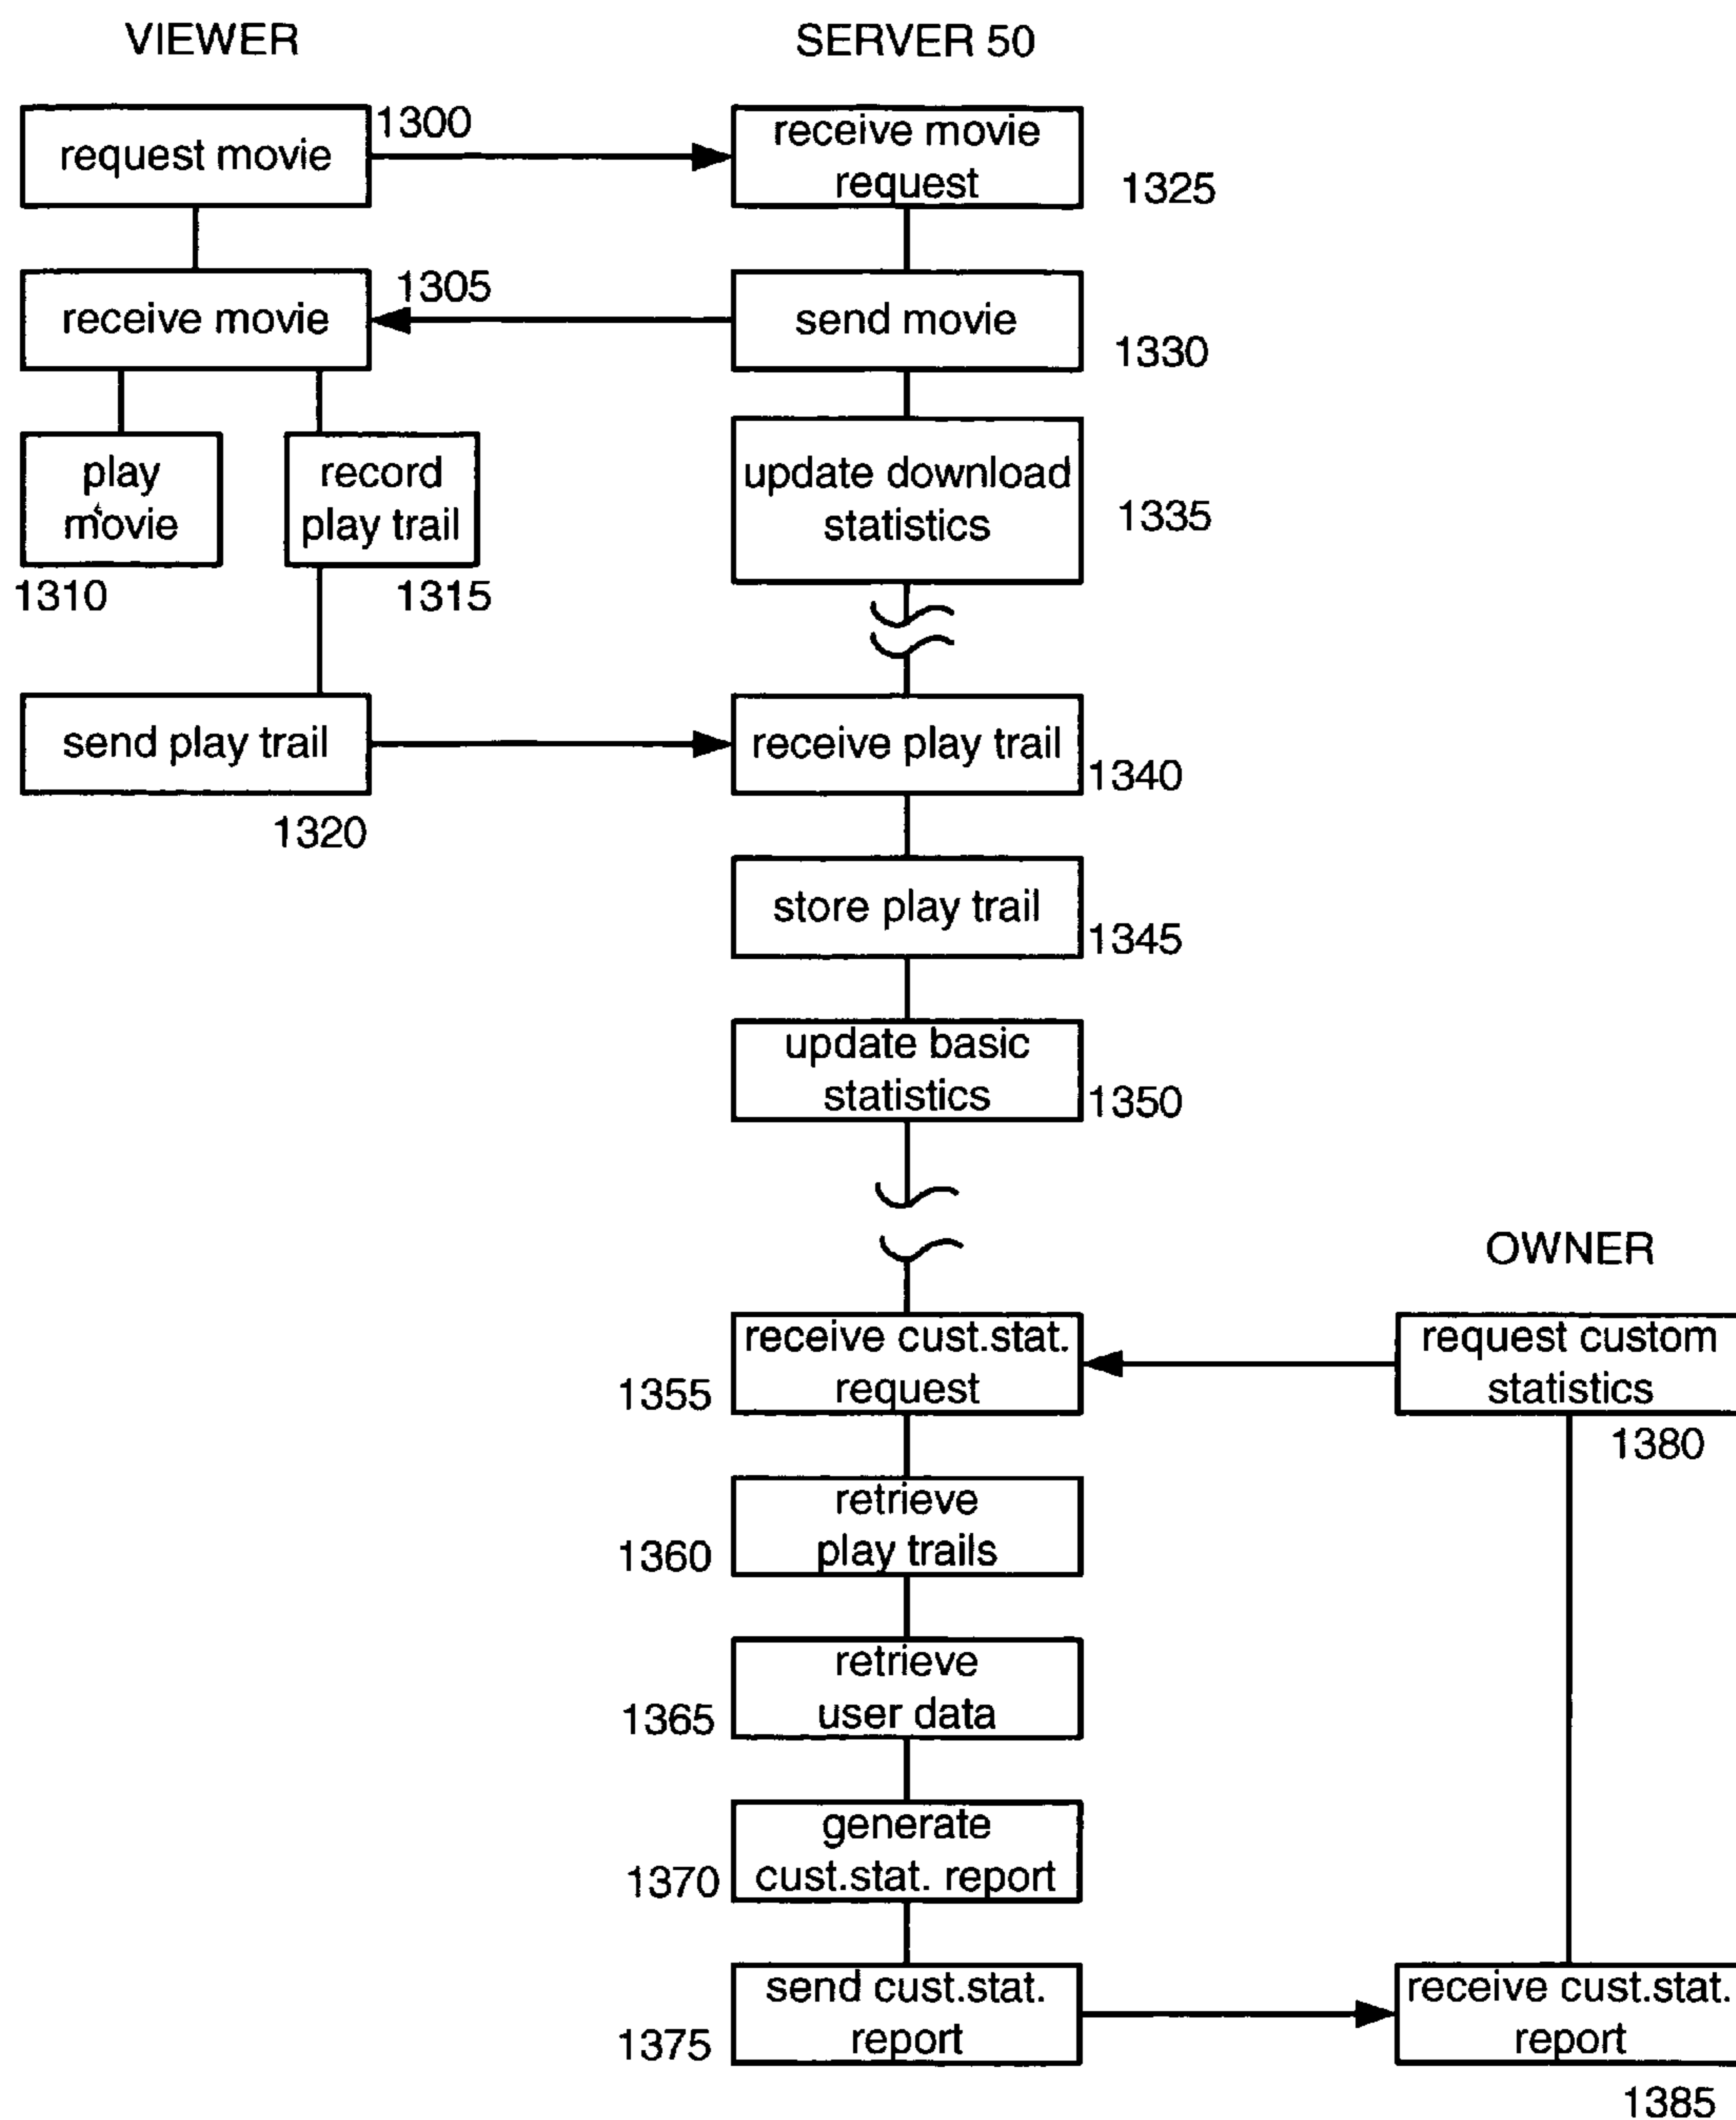 VIEWER
SERVER 50
request movie
1300
receive movie
request
1325
receive movie
1305
send movie
1330
play
movie
1310
record
play trail
1315
update download
statistics
1335
send play trail
1320
receive play trail
1340
store play trail
1345
update basic
statistics
1350
OWNER
receive cust.stat.
request
1355
request custom
statistics
1380
retrieve
play trails
1360
retrieve
user data
1365
generate
cust.stat. report
1370
send cust.stat.
report
1375
receive cust.stat.
report
1385